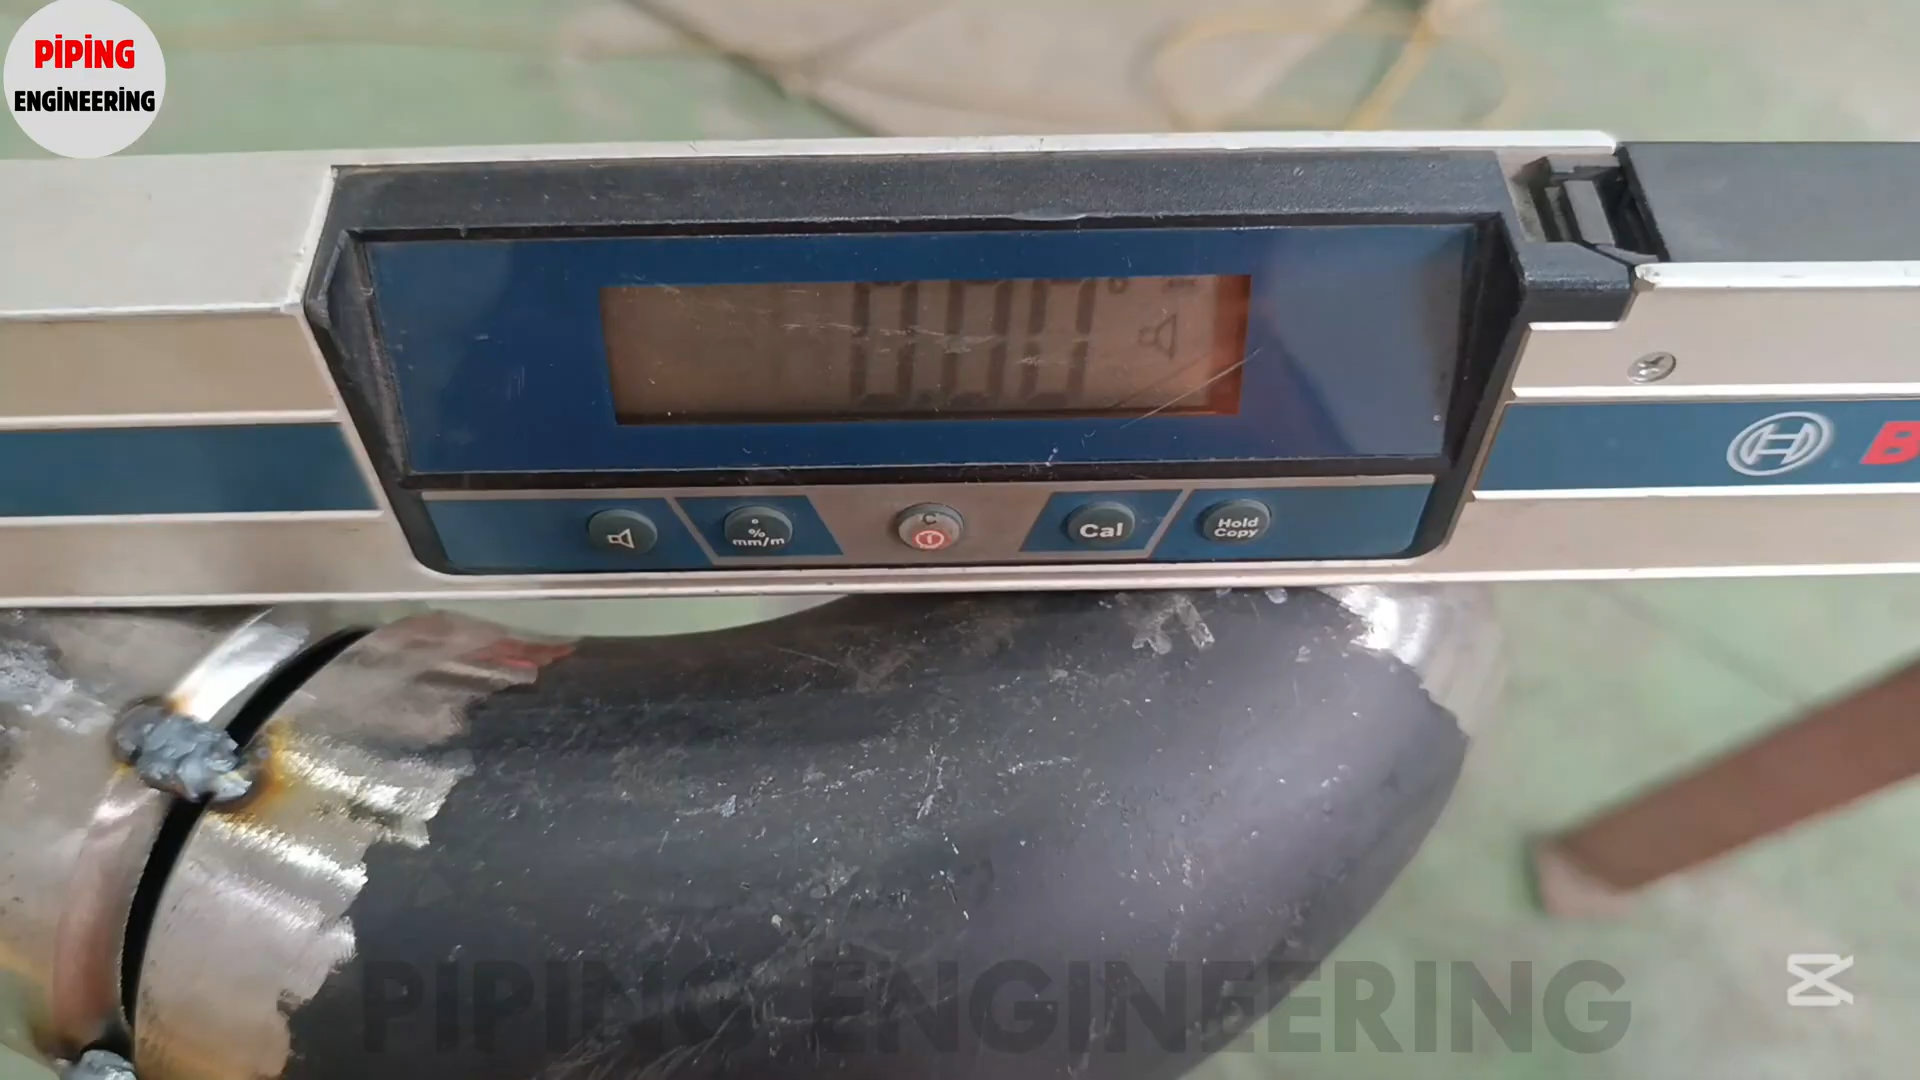 PİPİNG
ENGİNEERİNG
°
%
mm/m
C
Cal
Hold
Copy
PIPING ENGINEERING